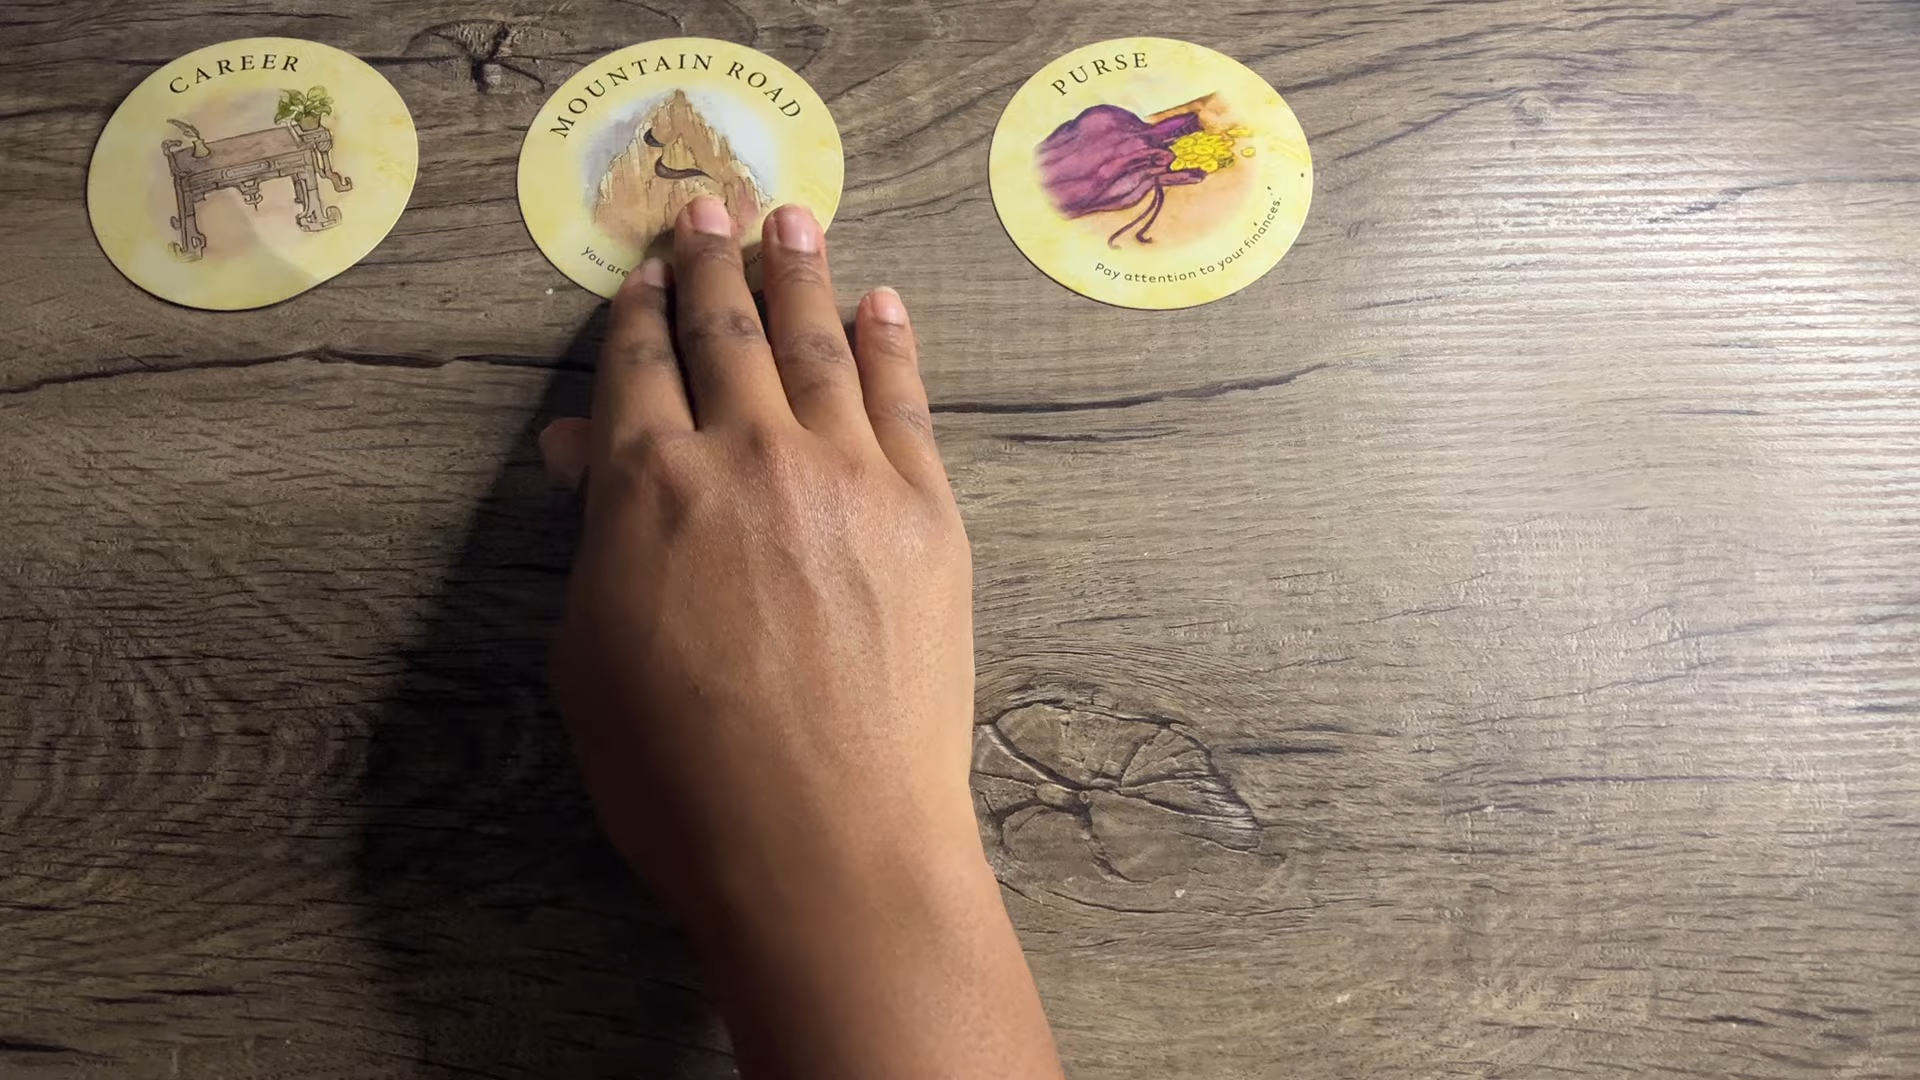 CAREER
MOUNTAIN ROAD
You are
PURSE
Pay attention to your finances.